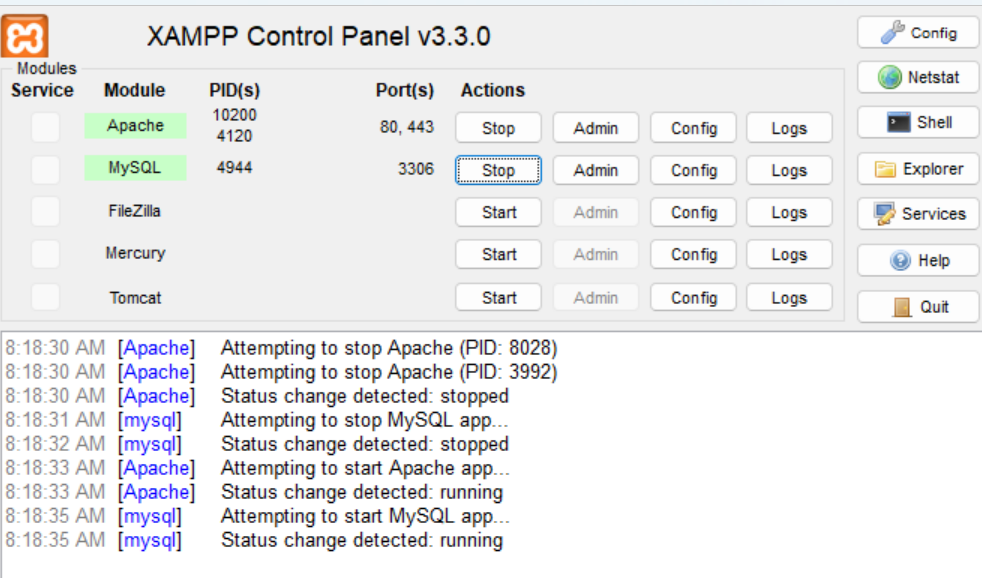 XAMPP Control Panel v3.3.0
Config
Modules
Service Module PID(s) Port(s) Actions
Netstat
Apache 10200 4120 80, 443 Stop Admin Config Logs
Shell
MySQL 4944 3306 Stop Admin Config Logs
Explorer
FileZilla Start Admin Config Logs
Services
Mercury Start Admin Config Logs
Help
Tomcat Start Admin Config Logs
Quit
8:18:30 AM [Apache] Attempting to stop Apache (PID: 8028)
8:18:30 AM [Apache] Attempting to stop Apache (PID: 3992)
8:18:30 AM [Apache] Status change detected: stopped
8:18:31 AM [mysql] Attempting to stop MySQL app...
8:18:32 AM [mysql] Status change detected: stopped
8:18:33 AM [Apache] Attempting to start Apache app...
8:18:33 AM [Apache] Status change detected: running
8:18:35 AM [mysql] Attempting to start MySQL app...
8:18:35 AM [mysql] Status change detected: running